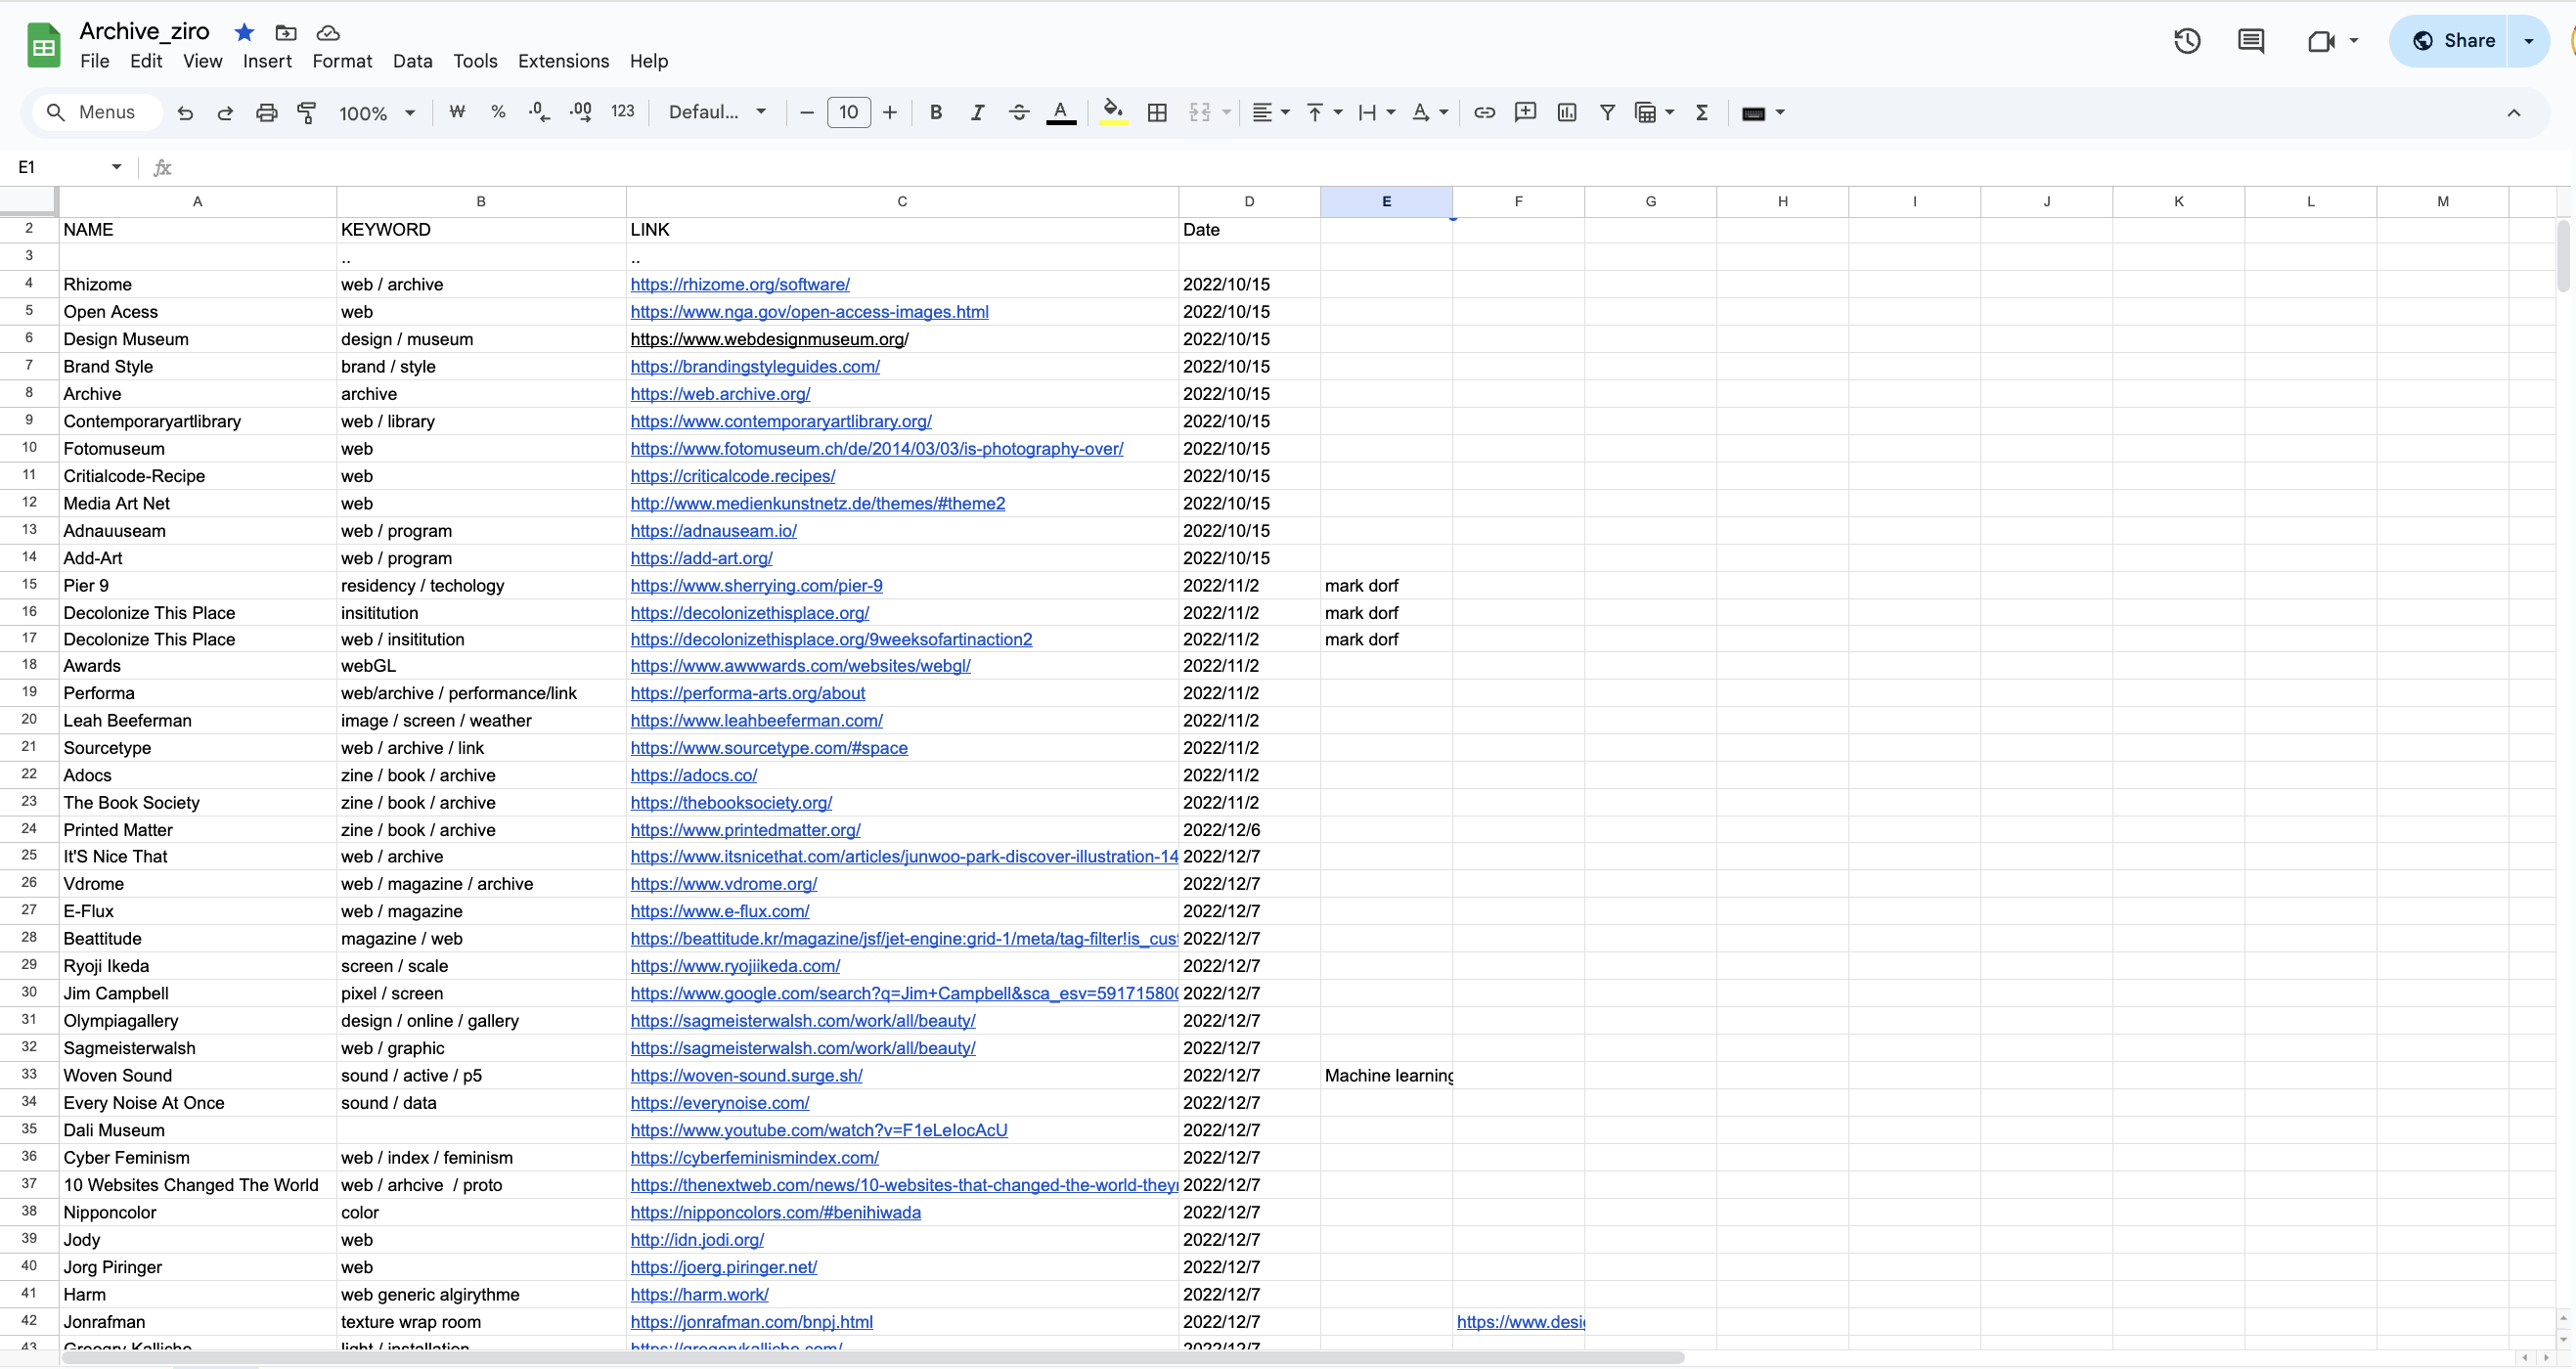 Archive_ziro
File Edit View Insert Format Data Tools Extensions Help
Share
Menus 100% ₩ % .0 .00 123 Defaul... 10 B I A A Σ
E1 fx
A B C D E F G H I J K L M
2 NAME KEYWORD LINK Date
3 .. ..
4 Rhizome web / archive https://rhizome.org/software/ 2022/10/15
5 Open Acess web https://www.nga.gov/open-access-images.html 2022/10/15
6 Design Museum design / museum https://www.webdesignmuseum.org/ 2022/10/15
7 Brand Style brand / style https://brandingstyleguides.com/ 2022/10/15
8 Archive archive https://web.archive.org/ 2022/10/15
9 Contemporaryartlibrary web / library https://www.contemporaryartlibrary.org/ 2022/10/15
10 Fotomuseum web https://www.fotomuseum.ch/de/2014/03/03/is-photography-over/ 2022/10/15
11 Critialcode-Recipe web https://criticalcode.recipes/ 2022/10/15
12 Media Art Net web http://www.medienkunstnetz.de/themes/#theme2 2022/10/15
13 Adnauuseam web / program https://adnauseam.io/ 2022/10/15
14 Add-Art web / program https://add-art.org/ 2022/10/15
15 Pier 9 residency / techology https://www.sherrying.com/pier-9 2022/11/2 mark dorf
16 Decolonize This Place insititution https://decolonizethisplace.org/ 2022/11/2 mark dorf
17 Decolonize This Place web / insititution https://decolonizethisplace.org/9weeksofartinaction2 2022/11/2 mark dorf
18 Awards webGL https://www.awwwards.com/websites/webgl/ 2022/11/2
19 Performa web/archive / performance/link https://performa-arts.org/about 2022/11/2
20 Leah Beeferman image / screen / weather https://www.leahbeeferman.com/ 2022/11/2
21 Sourcetype web / archive / link https://www.sourcetype.com/#space 2022/11/2
22 Adocs zine / book / archive https://adocs.co/ 2022/11/2
23 The Book Society zine / book / archive https://thebooksociety.org/ 2022/11/2
24 Printed Matter zine / book / archive https://www.printedmatter.org/ 2022/12/6
25 It'S Nice That web / archive https://www.itsnicethat.com/articles/junwoo-park-discover-illustration-14 2022/12/7
26 Vdrome web / magazine / archive https://www.vdrome.org/ 2022/12/7
27 E-Flux web / magazine https://www.e-flux.com/ 2022/12/7
28 Beattitude magazine / web https://beattitude.kr/magazine/jsf/jet-engine:grid-1/meta/tag-filter!is_cus 2022/12/7
29 Ryoji Ikeda screen / scale https://www.ryojiikeda.com/ 2022/12/7
30 Jim Campbell pixel / screen https://www.google.com/search?q=Jim+Campbell&sca_esv=59171580 2022/12/7
31 Olympiagallery design / online / gallery https://sagmeisterwalsh.com/work/all/beauty/ 2022/12/7
32 Sagmeisterwalsh web / graphic https://sagmeisterwalsh.com/work/all/beauty/ 2022/12/7
33 Woven Sound sound / active / p5 https://woven-sound.surge.sh/ 2022/12/7 Machine learning
34 Every Noise At Once sound / data https://everynoise.com/ 2022/12/7
35 Dali Museum https://www.youtube.com/watch?v=F1eLelocAcU 2022/12/7
36 Cyber Feminism web / index / feminism https://cyberfeminismindex.com/ 2022/12/7
37 10 Websites Changed The World web / arhcive / proto https://thenextweb.com/news/10-websites-that-changed-the-world-they 2022/12/7
38 Nipponcolor color https://nipponcolors.com/#benihiwada 2022/12/7
39 Jody web http://idn.jodi.org/ 2022/12/7
40 Jorg Piringer web https://joerg.piringer.net/ 2022/12/7
41 Harm web generic algirythme https://harm.work/ 2022/12/7
42 Jonrafman texture wrap room https://jonrafman.com/bnpj.html 2022/12/7 https://www.desi
43 Greogry Kalliche light / installation https://gregorykalliche.com/ 2022/12/7